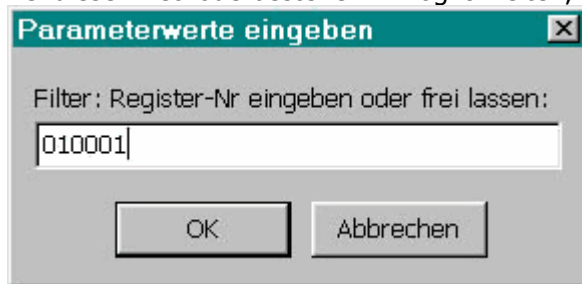 Parameterwerte eingeben
Filter: Register-Nr eingeben oder frei lassen:
010001
OK
Abbrechen